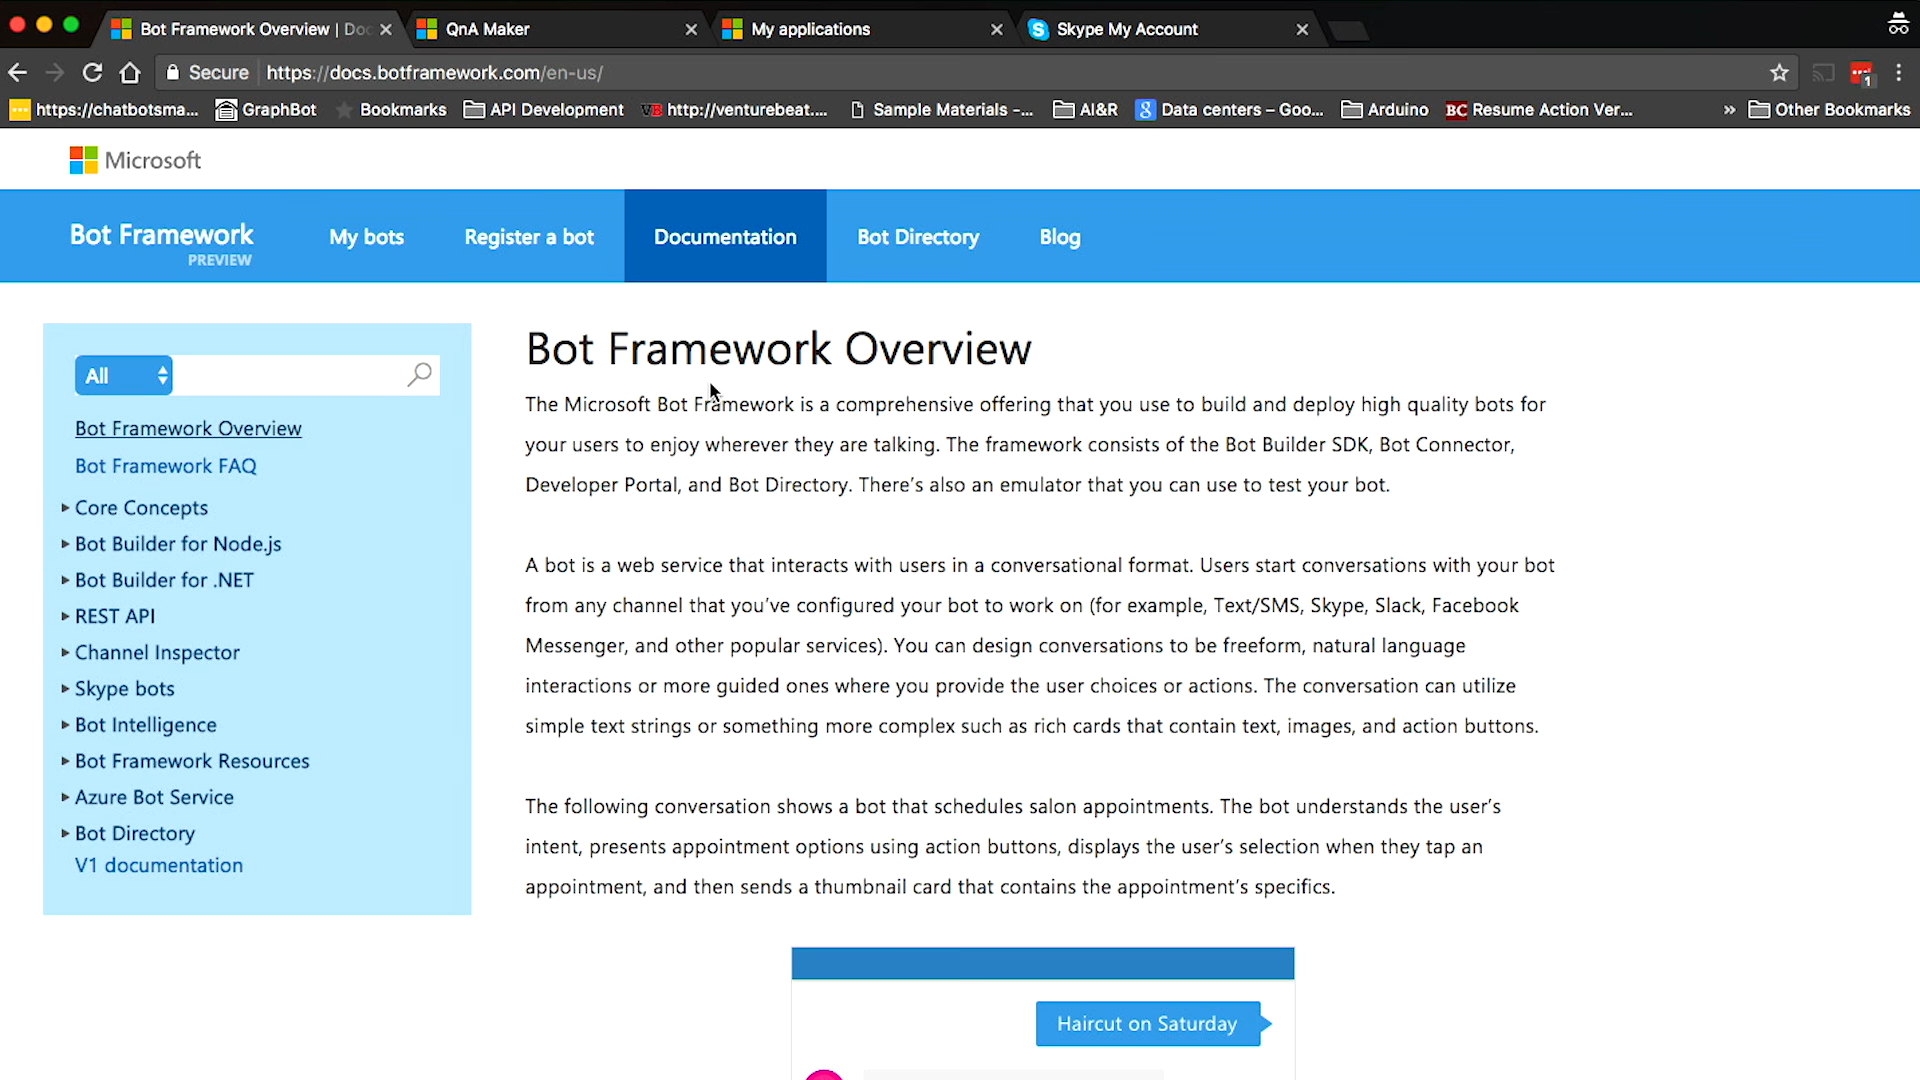 Bot Framework Overview | Doc
QnA Maker
My applications
Skype My Account
Secure
https://docs.botframework.com/en-us/
1
https://chatbotsma...
GraphBot
Bookmarks
API Development
VB http://venturebeat....
Sample Materials -...
AI&R
g Data centers – Goo...
Arduino
BC Resume Action Ver...
» Other Bookmarks
Microsoft
Bot Framework
PREVIEW
My bots
Register a bot
Documentation
Bot Directory
Blog
All
Bot Framework Overview
Bot Framework FAQ
Core Concepts
Bot Builder for Node.js
Bot Builder for .NET
REST API
Channel Inspector
Skype bots
Bot Intelligence
Bot Framework Resources
Azure Bot Service
Bot Directory
V1 documentation
Bot Framework Overview
The Microsoft Bot Framework is a comprehensive offering that you use to build and deploy high quality bots for
your users to enjoy wherever they are talking. The framework consists of the Bot Builder SDK, Bot Connector,
Developer Portal, and Bot Directory. There's also an emulator that you can use to test your bot.
A bot is a web service that interacts with users in a conversational format. Users start conversations with your bot
from any channel that you've configured your bot to work on (for example, Text/SMS, Skype, Slack, Facebook
Messenger, and other popular services). You can design conversations to be freeform, natural language
interactions or more guided ones where you provide the user choices or actions. The conversation can utilize
simple text strings or something more complex such as rich cards that contain text, images, and action buttons.
The following conversation shows a bot that schedules salon appointments. The bot understands the user's
intent, presents appointment options using action buttons, displays the user's selection when they tap an
appointment, and then sends a thumbnail card that contains the appointment's specifics.
Haircut on Saturday